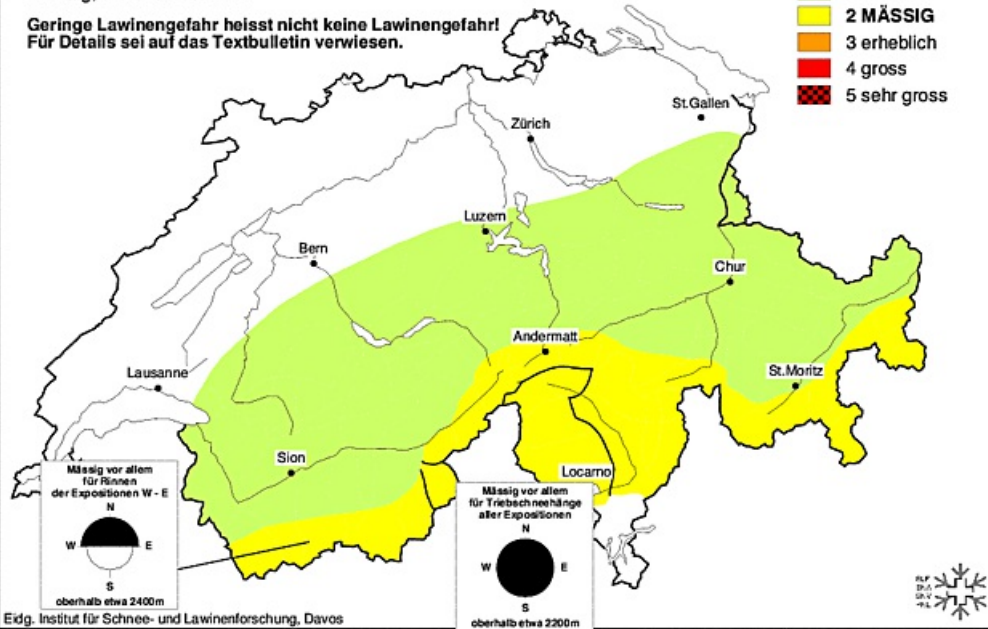 Geringe Lawinengefahr heisst nicht keine Lawinengefahr!
Für Details sei auf das Textbulletin verwiesen.
2 MÄSSIG
3 erheblich
4 gross
5 sehr gross
St.Gallen
Zürich
Luzern
Bern
Chur
Andermatt
Lausanne
St.Moritz
Sion
Locarno
Mässig vor allem
für Rinnen
der Expositionen W - E
N
W E
S
oberhalb etwa 2400m
Mässig vor allem
für Triebschneehänge
aller Expositionen
N
W E
S
oberhalb etwa 2200m
Eidg. Institut für Schnee- und Lawinenforschung, Davos